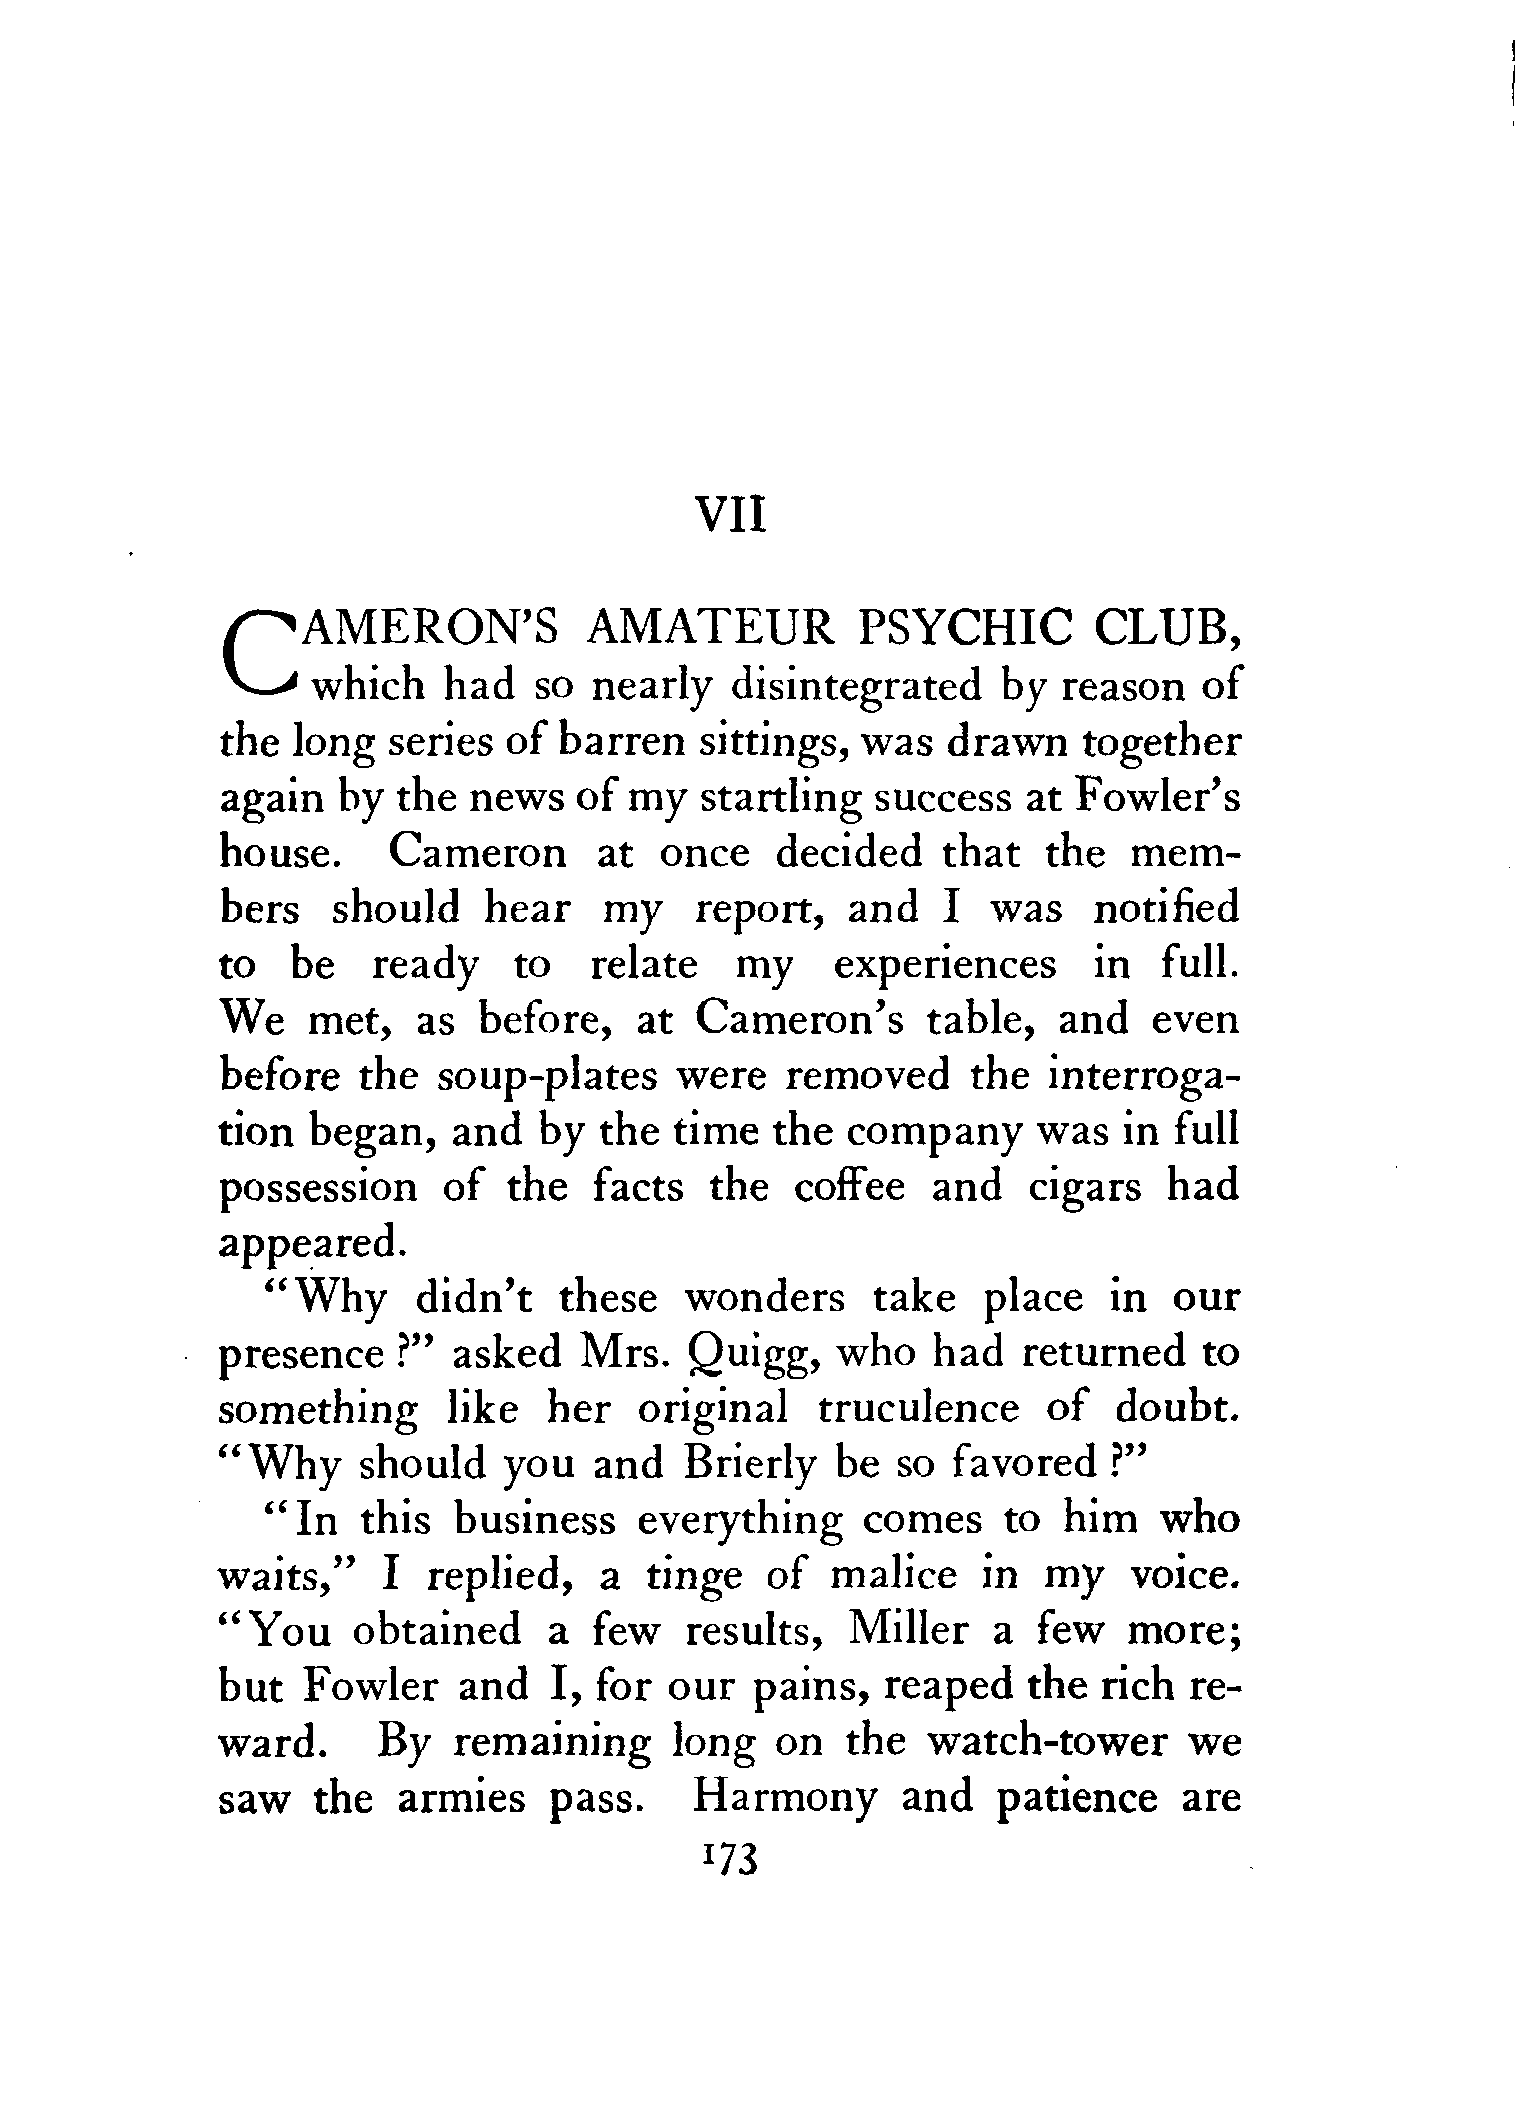 VII
CAMERON'S AMATEUR PSYCHIC CLUB,
which had so nearly disintegrated by reason of
the long series of barren sittings, was drawn together
again by the news of my startling success at Fowler's
house. Cameron at once decided that the mem-
bers should hear my report, and I was notified
to be ready to relate my experiences in full.
We met, as before, at Cameron's table, and even
before the soup-plates were removed the interroga-
tion began, and by the time the company was in full
possession of the facts the coffee and cigars had
appeared.
"Why didn't these wonders take place in our
presence?" asked Mrs. Quigg, who had returned to
something like her original truculence of doubt.
"Why should you and Brierly be so favored?"
"In this business everything comes to him who
waits," I replied, a tinge of malice in my voice.
"You obtained a few results, Miller a few more;
but Fowler and I, for our pains, reaped the rich re-
ward. By remaining long on the watch-tower we
saw the armies pass. Harmony and patience are
173